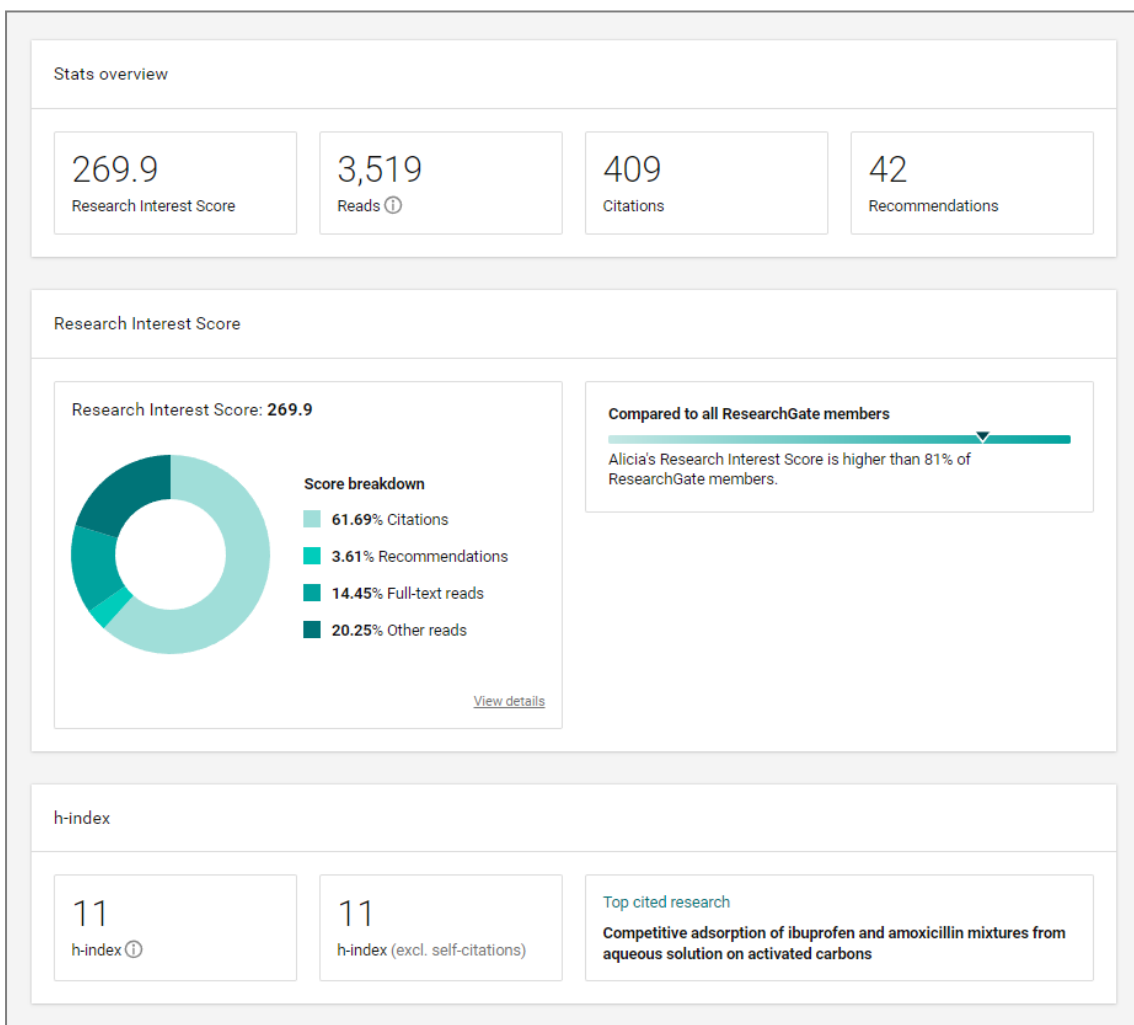 Stats overview
269.9
Research Interest Score
3,519
Reads
409
Citations
42
Recommendations
Research Interest Score
Research Interest Score: 269.9
Score breakdown
61.69% Citations
3.61% Recommendations
14.45% Full-text reads
20.25% Other reads
View details
Compared to all ResearchGate members
Alicia's Research Interest Score is higher than 81% of
ResearchGate members.
h-index
11
h-index
11
h-index (excl. self-citations)
Top cited research
Competitive adsorption of ibuprofen and amoxicillin mixtures from
aqueous solution on activated carbons